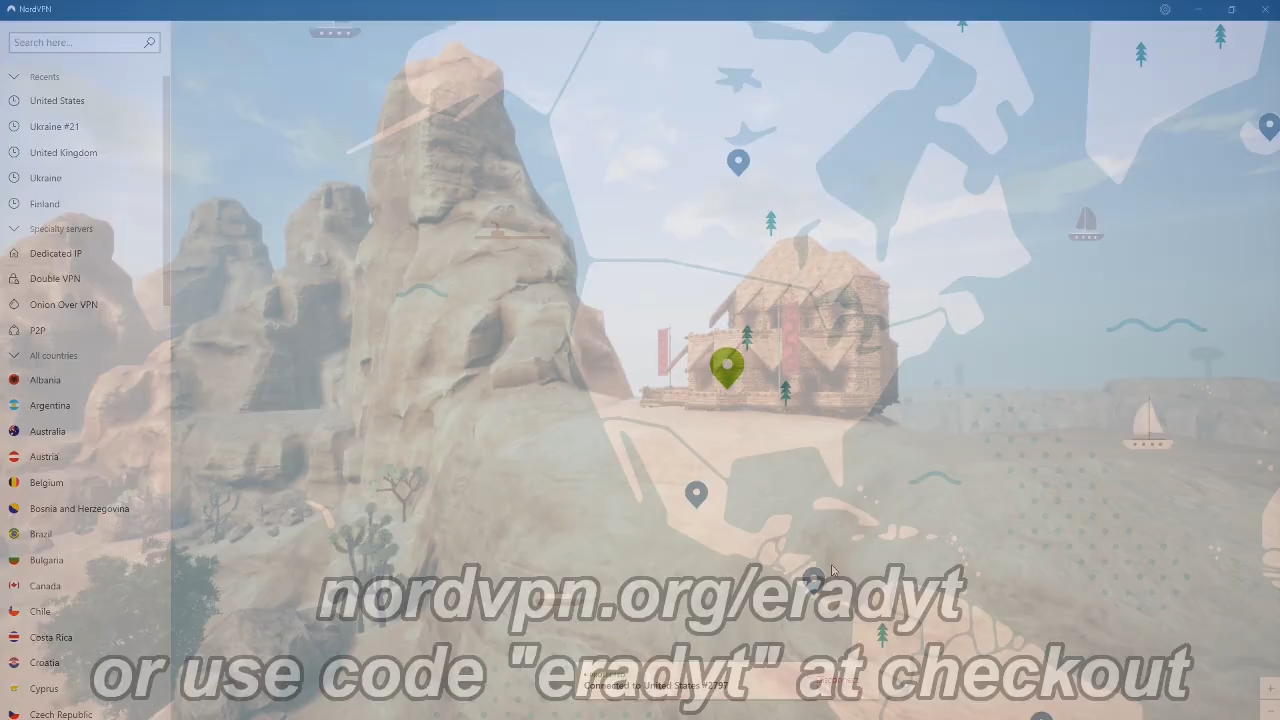 NordVPN
Search here...
Recents
United States
Ukraine #21
United Kingdom
Ukraine
Finland
Specialty servers
Dedicated IP
Double VPN
Onion Over VPN
P2P
All countries
Albania
Argentina
Australia
Austria
Belgium
Bosnia and Herzegovina
Brazil
Bulgaria
Canada
Chile
Costa Rica
Croatia
Cyprus
Czech Republic
nordvpn.org/eradyt
or use code "eradyt" at checkout
PROTECTED
Connected to United States #2797
Disconnect